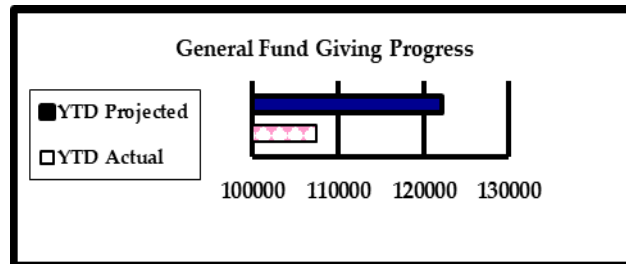 General Fund Giving Progress
YTD Projected
YTD Actual
100000 110000 120000 130000